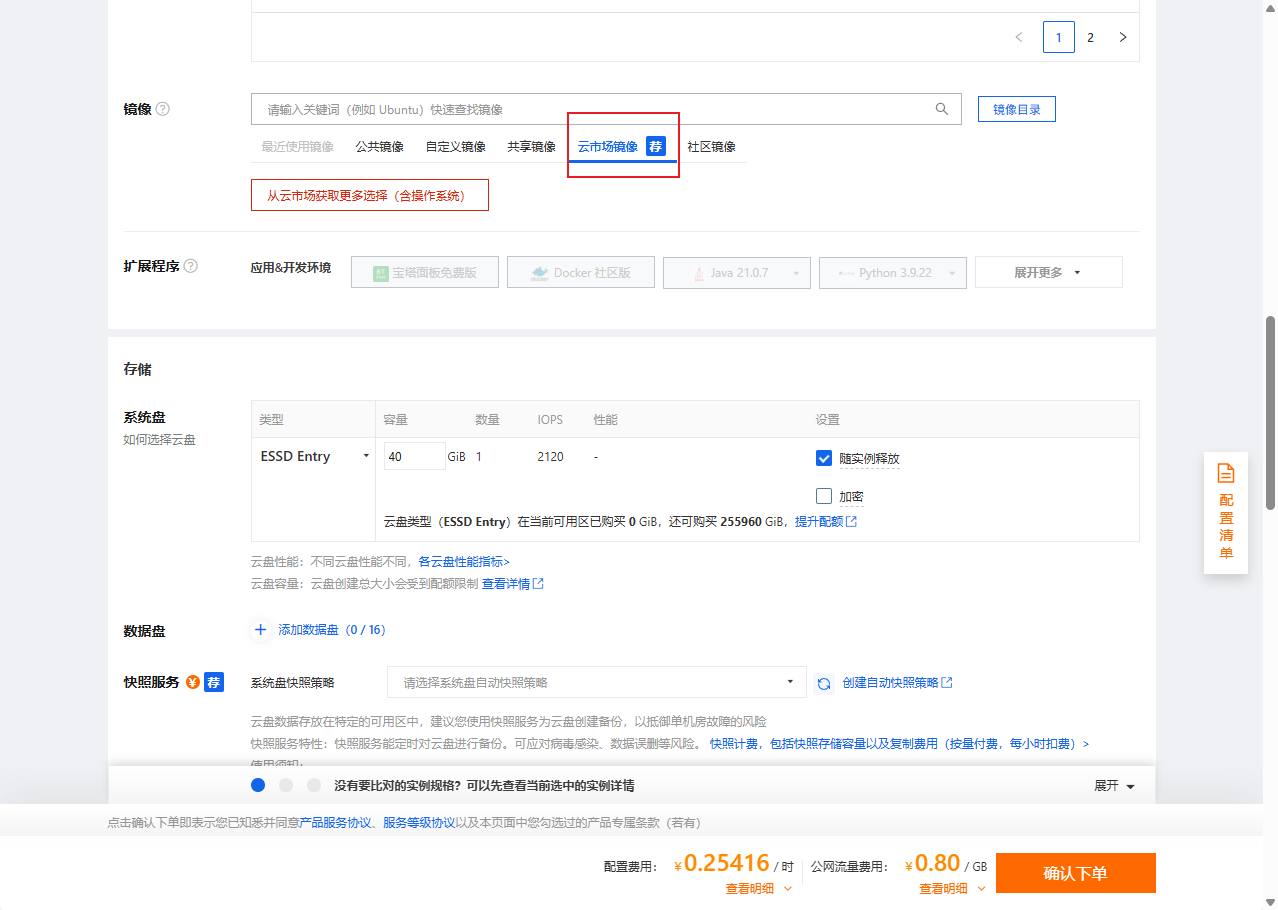 < 1 2 >
镜像 ?
请输入关键词（例如 Ubuntu）快速查找镜像
镜像目录
最近使用镜像 公共镜像 自定义镜像 共享镜像 云市场镜像 荐 社区镜像
从云市场获取更多选择（含操作系统）
扩展程序 ? 应用&开发环境 宝塔面板免费版 Docker 社区版 Java 21.0.7 Python 3.9.22 展开更多
存储
系统盘
如何选择云盘
类型 容量 数量 IOPS 性能 设置
ESSD Entry 40 GiB 1 2120 - 随实例释放
加密
云盘类型（ESSD Entry）在当前可用区已购买 0 GiB，还可购买 255960 GiB，提升配额
云盘性能：不同云盘性能不同，各云盘性能指标>
云盘容量：云盘创建总大小会受到配额限制 查看详情
数据盘 + 添加数据盘（0 / 16）
快照服务 ¥ 荐 系统盘快照策略 请选择系统盘自动快照策略 创建自动快照策略
云盘数据存放在特定的可用区中，建议您使用快照服务为云盘创建备份，以抵御单机房故障的风险
快照服务特性：快照服务能定时对云盘进行备份。可应对病毒感染、数据误删等风险。 快照计费，包括快照存储容量以及复制费用（按量付费，每小时扣费）>
使用须知：
没有要比对的实例规格？可以先查看当前选中的实例详情 展开
点击确认下单即表示您已知悉并同意产品服务协议、服务等级协议以及本页面中您勾选过的产品专属条款（若有）
配置费用： ¥0.25416 / 时 公网流量费用： ¥0.80 / GB 确认下单
查看明细 查看明细
配
置
清
单